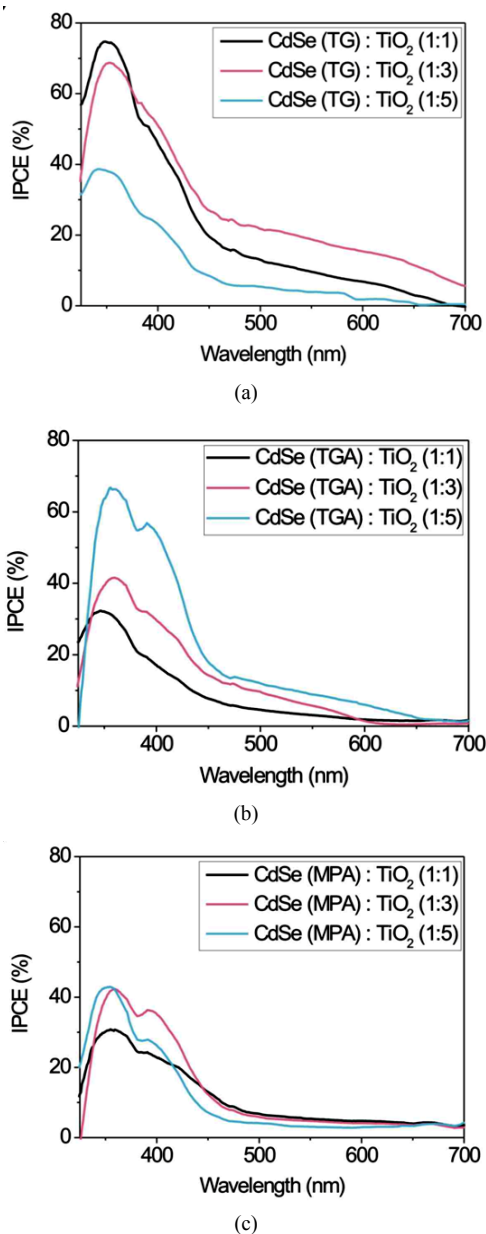 80
60
40
20
0
IPCE (%)
CdSe (TG) : TiO₂ (1:1)
CdSe (TG) : TiO₂ (1:3)
CdSe (TG) : TiO₂ (1:5)
400
500
600
700
Wavelength (nm)
(a)
80
60
40
20
0
IPCE (%)
CdSe (TGA) : TiO₂ (1:1)
CdSe (TGA) : TiO₂ (1:3)
CdSe (TGA) : TiO₂ (1:5)
400
500
600
700
Wavelength (nm)
(b)
80
60
40
20
0
IPCE (%)
CdSe (MPA) : TiO₂ (1:1)
CdSe (MPA) : TiO₂ (1:3)
CdSe (MPA) : TiO₂ (1:5)
400
500
600
700
Wavelength (nm)
(c)